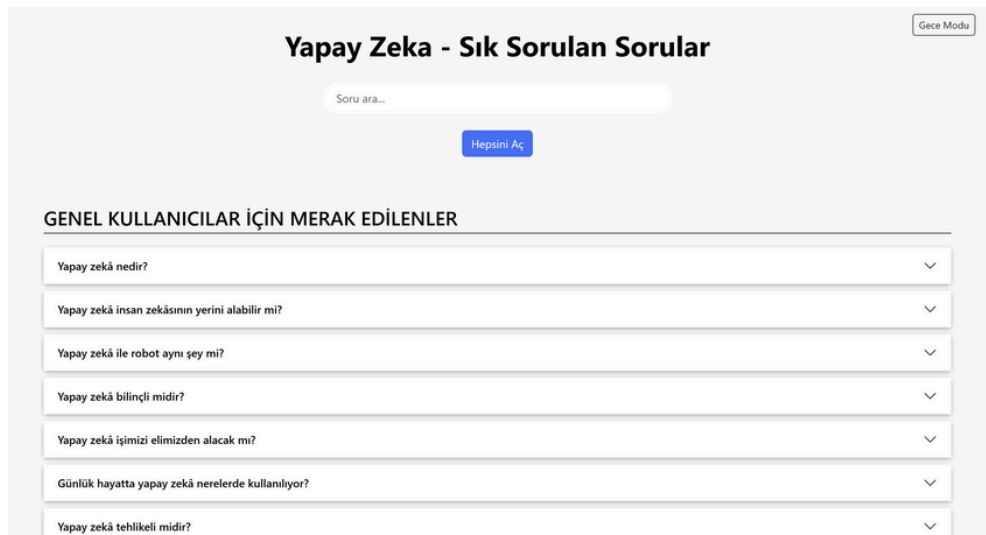 Gece Modu
Yapay Zeka - Sık Sorulan Sorular
Soru ara...
Hepsini Aç
GENEL KULLANICILAR İÇİN MERAK EDİLENLER
Yapay zekâ nedir?
Yapay zekâ insan zekâsının yerini alabilir mi?
Yapay zekâ ile robot aynı şey mi?
Yapay zekâ bilinçli midir?
Yapay zekâ işimizi elimizden alacak mı?
Günlük hayatta yapay zekâ nerelerde kullanılıyor?
Yapay zekâ tehlikeli midir?